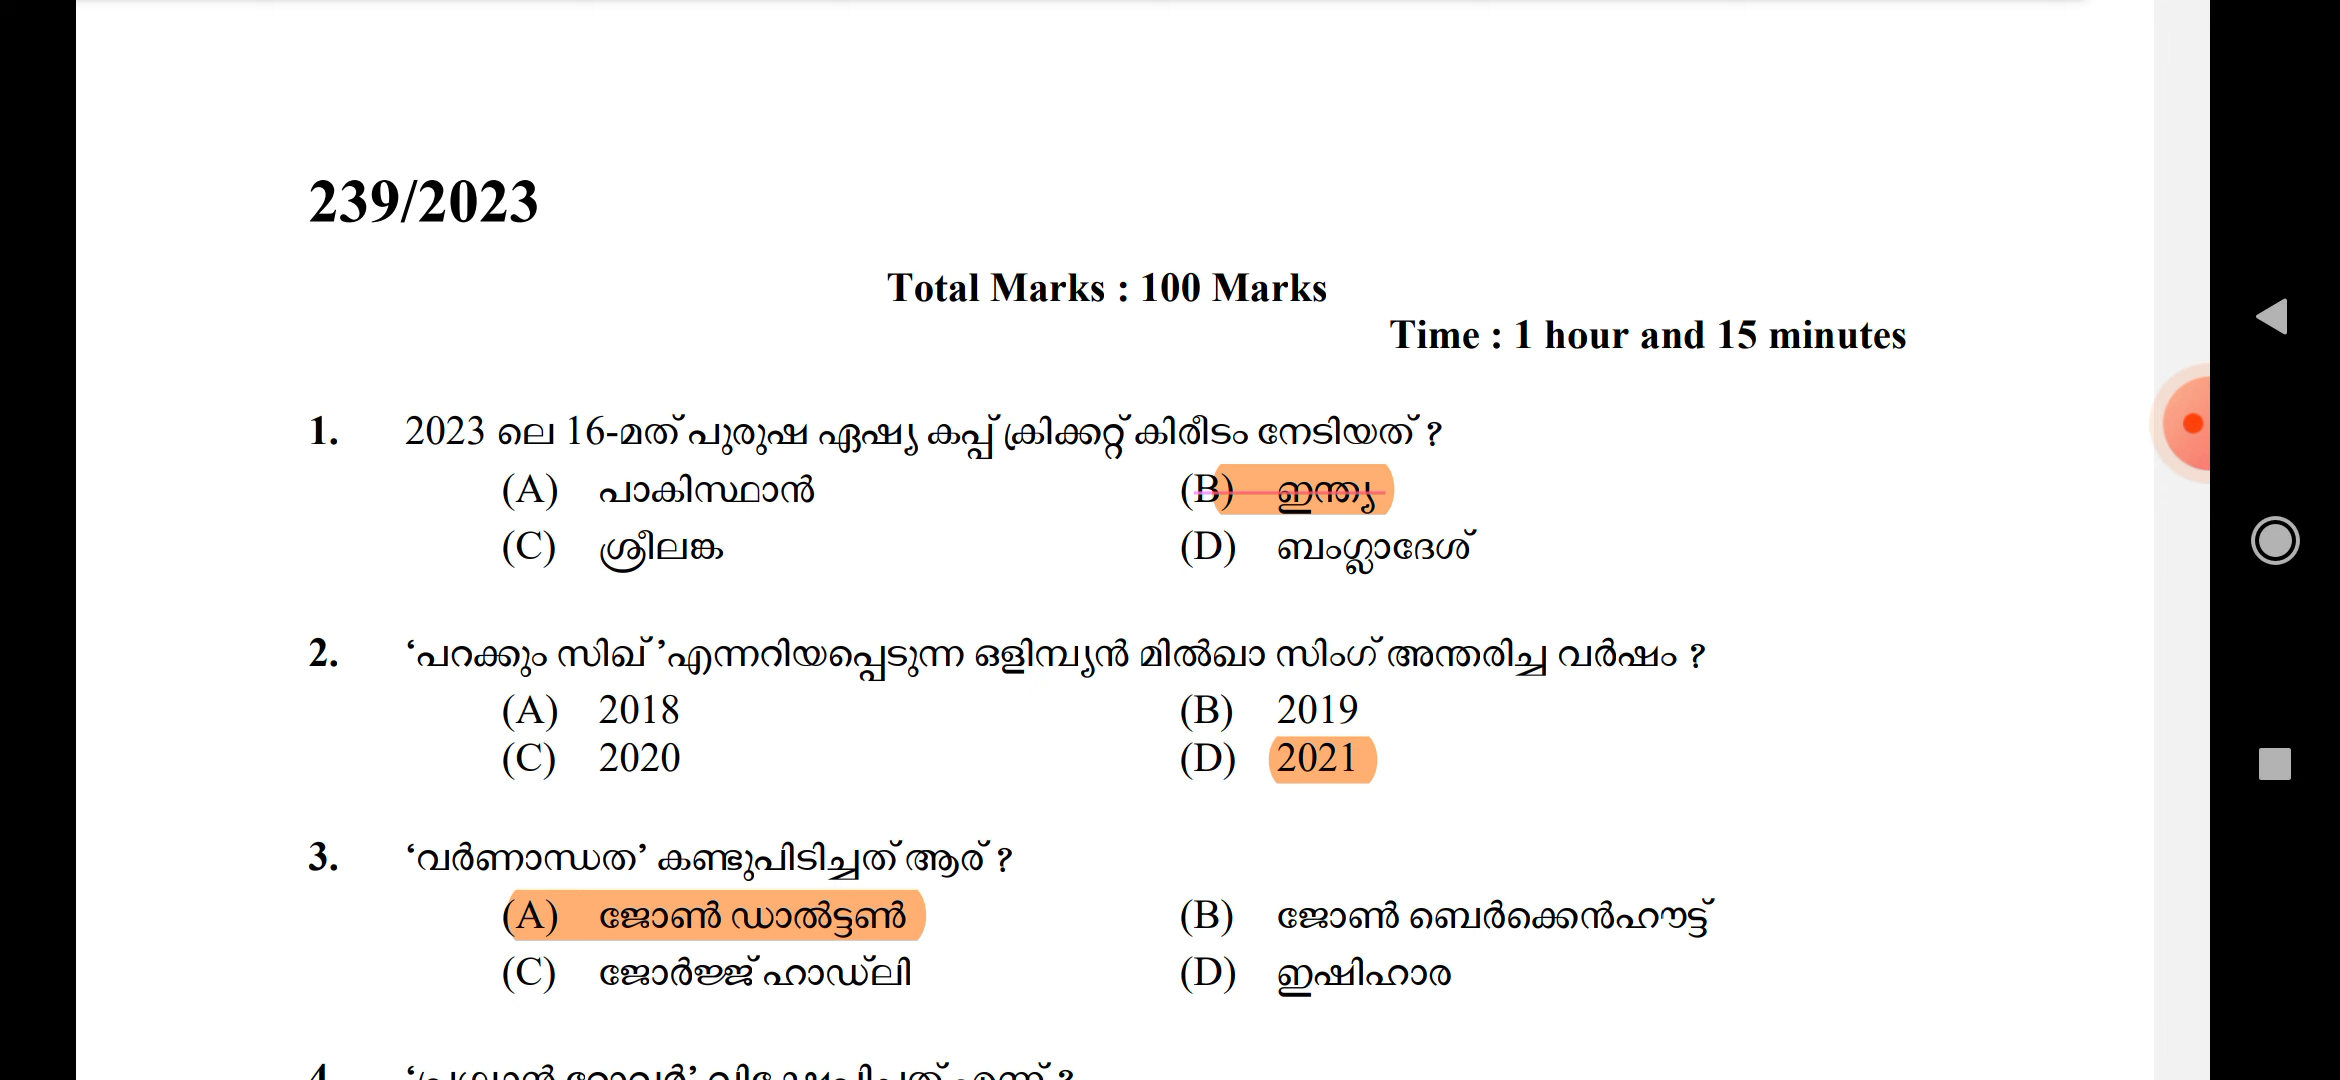 239/2023
Total Marks : 100 Marks
Time : 1 hour and 15 minutes
1. 2023 ലെ 16-മത് പുരുഷ ഏഷ്യ കപ്പ് ക്രിക്കറ്റ് കിരീടം നേടിയത് ?
(A) പാകിസ്ഥാൻ (B) ഇന്ത്യ
(C) ശ്രീലങ്ക (D) ബംഗ്ലാദേശ്
2. ‘പറക്കും സിഖ് ’എന്നറിയപ്പെടുന്ന ഒളിമ്പ്യൻ മിൽഖാ സിംഗ് അന്തരിച്ച വർഷം ?
(A) 2018 (B) 2019
(C) 2020 (D) 2021
3. ‘വർണാന്ധത’ കണ്ടുപിടിച്ചത് ആര് ?
(A) ജോൺ ഡാൽട്ടൺ (B) ജോൺ ബെർക്കെൻഹൗട്ട്
(C) ജോർജ്ജ് ഹാഡ്‌ലി (D) ഇഷിഹാര
4.